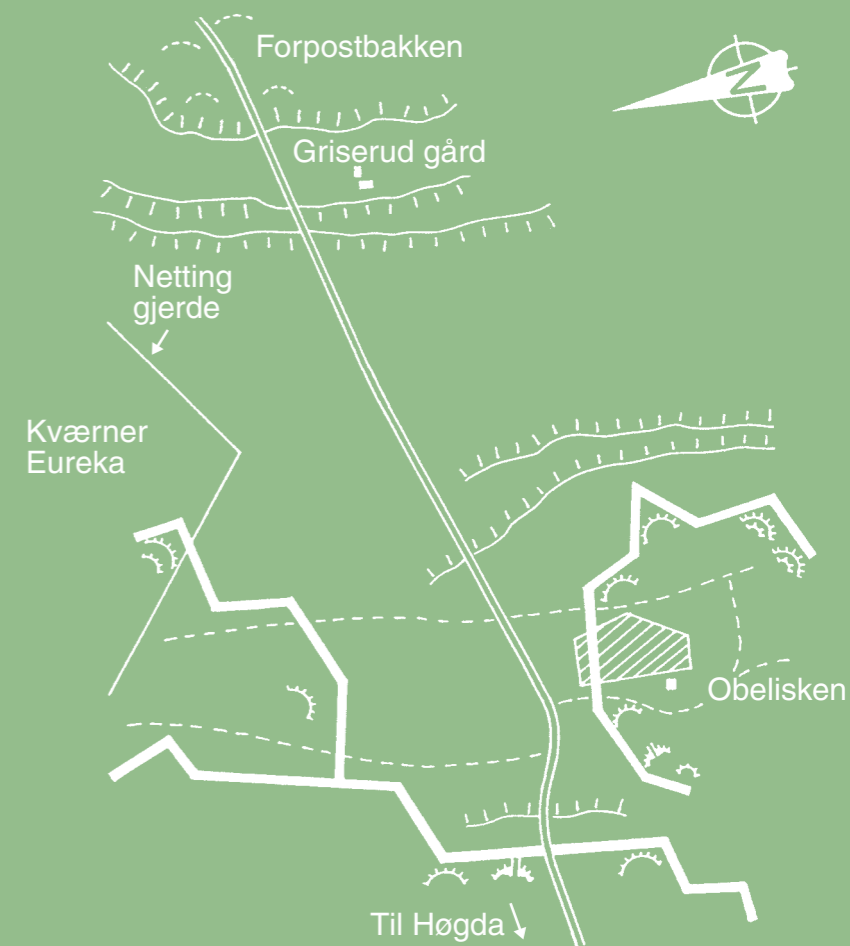 Forpostbakken
N
Griserud gård
Netting
gjerde
Kværner
Eureka
Obelisken
Til Høgda